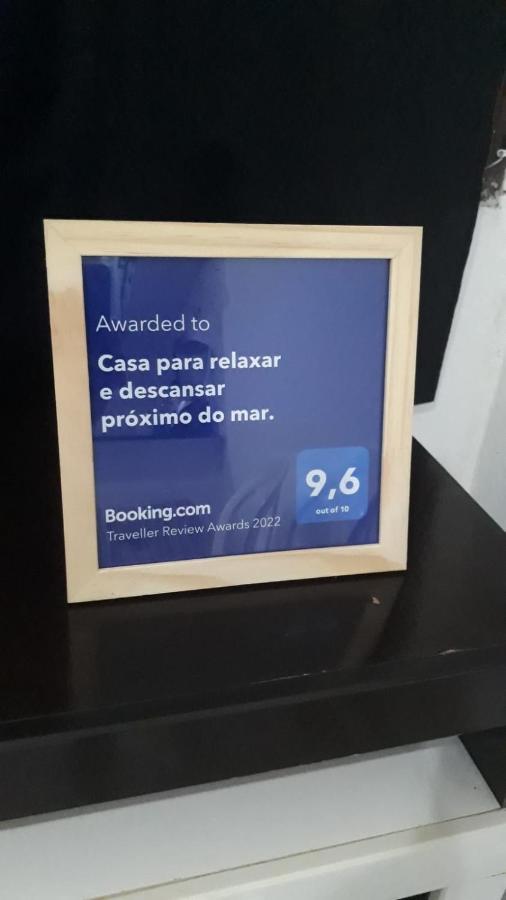 Awarded to
Casa para relaxar
e descansar
próximo do mar.
9,6
out of 10
Booking.com
Traveller Review Awards 2022